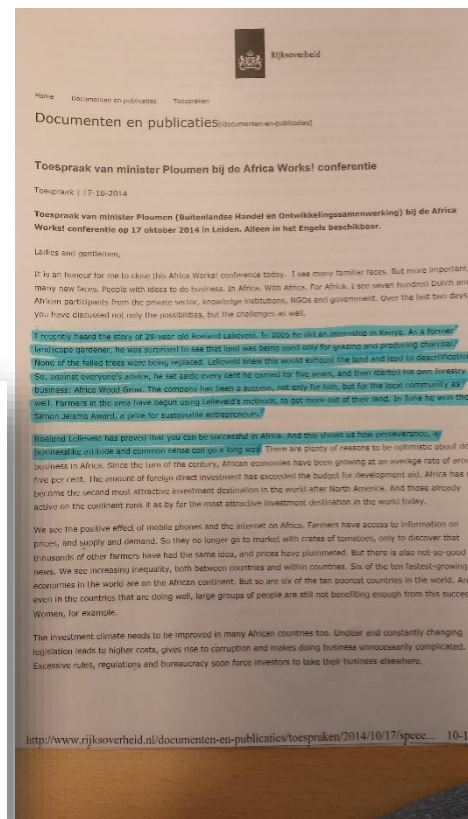 Rijksoverheid
Home Documenten en publicaties Toespraken
Documenten en publicaties[documenten-en-publicaties]
Toespraak van minister Ploumen bij de Africa Works! conferentie
Toespraak | 17-10-2014
Toespraak van minister Ploumen (Buitenlandse Handel en Ontwikkelingssamenwerking) bij de Africa
Works! conferentie op 17 oktober 2014 in Leiden. Alleen in het Engels beschikbaar.
Ladies and gentlemen,
It is an honour for me to close this Africa Works! conference today. I see many familiar faces. But more important,
many new faces. People with ideas to do business. In Africa. With Africa. For Africa. I see seven hundred Dutch and
African participants from the private sector, knowledge institutions, NGOs and government. Over the last two days
you have discussed not only the possibilities, but the challenges as well.
I recently heard the story of 29-year old Roeland Lelieveld. In 2005 he did an internship in Kenya. As a former
landscape gardener, he was surprised to see that land was being used only for grazing and producing charcoal
None of the felled trees were being replaced. Lelieveld knew this would exhaust the land and lead to desertification
So, against everyone's advice, he set aside every cent he earned for five years, and then started his own forestry
business: Africa Wood Grow. The company has been a success, not only for him, but for the local community as
well. Farmers in the area have begun using Lelieveld's methods, to get more out of their land. In June he won the
Simon Jelsma Award, a prize for sustainable entrepreneurs.
Roeland Lelieveld has proved that you can be successful in Africa. And this shows us how perseverance, a
businesslike attitude and common sense can go a long way. There are plenty of reasons to be optimistic about
business in Africa. Since the turn of the century, African economies have been growing at an average rate of
five per cent. The amount of foreign direct investment has exceeded the budget for development aid. Africa has
become the second most attractive investment destination in the world after North America. And those already
active on the continent rank it as by far the most attractive investment destination in the world today.
We see the positive effect of mobile phones and the internet on Africa. Farmers have access to information on
prices, and supply and demand. So they no longer go to market with crates of tomatoes, only to discover that
thousands of other farmers have had the same idea, and prices have plummeted. But there is also not-so-good
news. We see increasing inequality, both between countries and within countries. Six of the ten fastest-growing
economies in the world are on the African continent. But so are six of the ten poorest countries in the world. An
even in the countries that are doing well, large groups of people are still not benefiting enough from this
Women, for example.
The investment climate needs to be improved in many African countries too. Unclear and constantly changing
legislation leads to higher costs, gives rise to corruption and makes doing business unnecessarily complicated.
Excessive rules, regulations and bureaucracy soon force investors to take their business elsewhere.
http://www.rijksoverheid.nl/documenten-en-publicaties/toespraken/2014/10/17/speec... 10-1